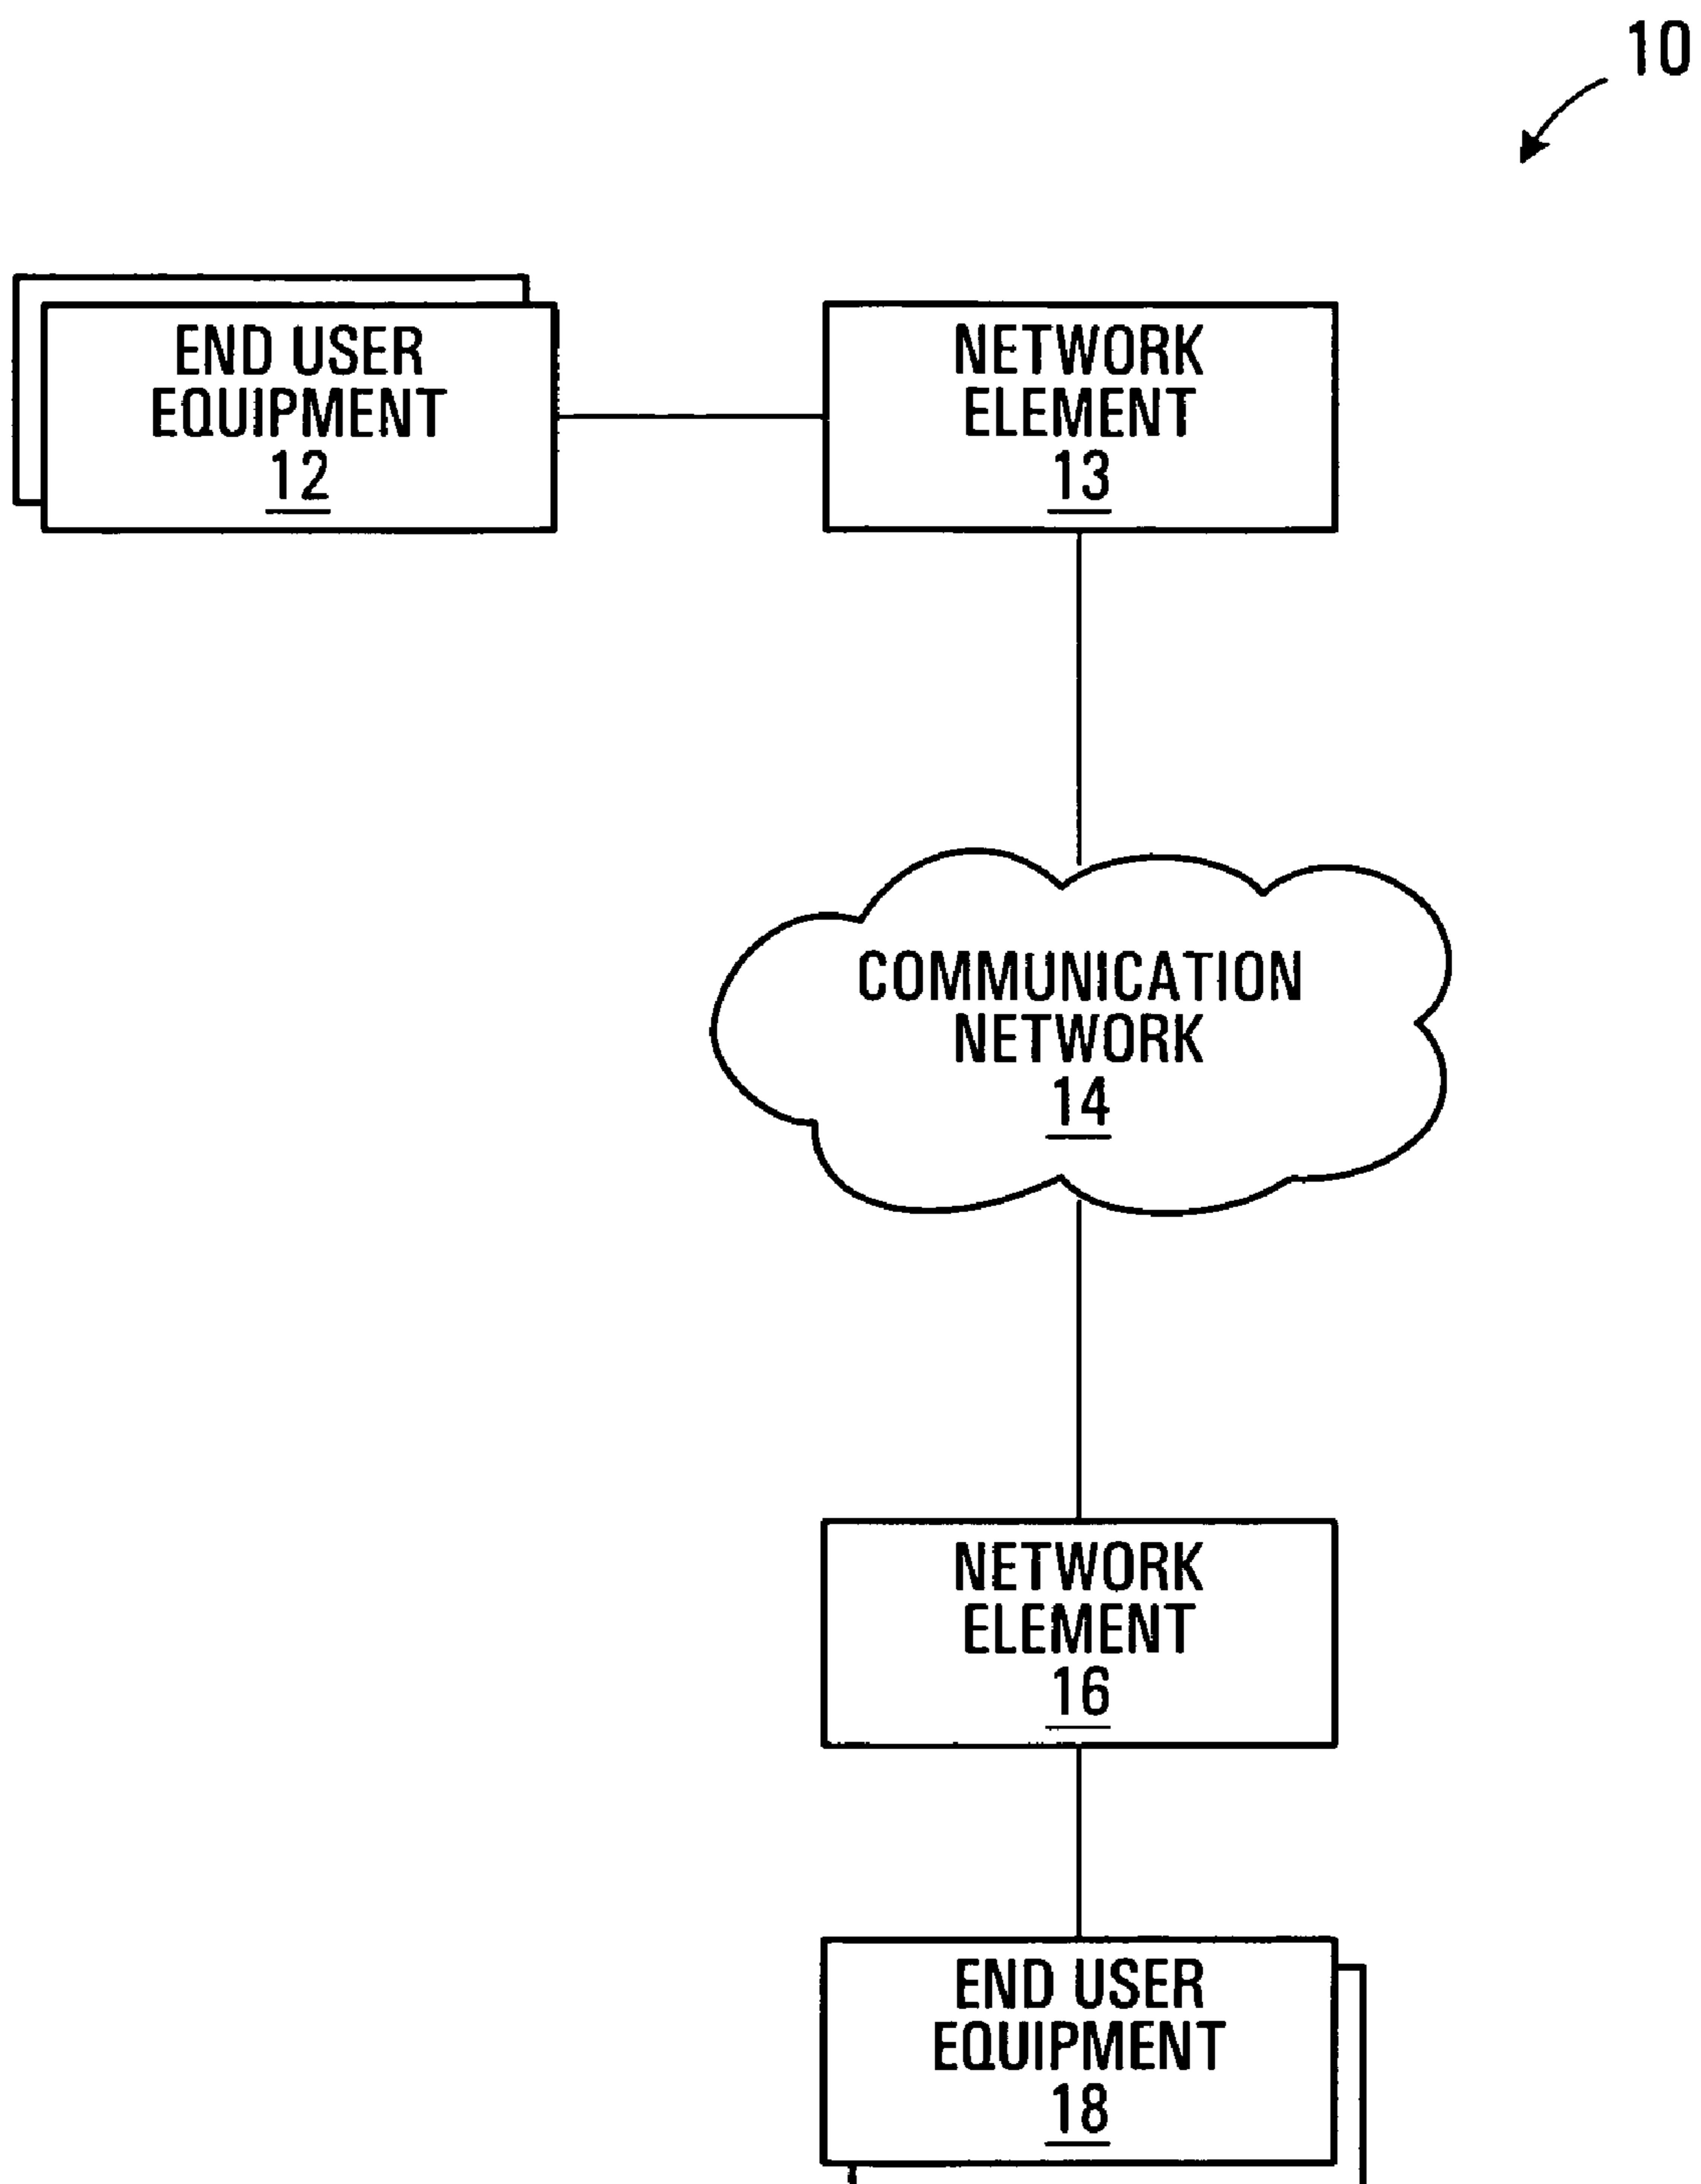 10
END USER
EQUIPMENT
12
NETWORK
ELEMENT
13
COMMUNICATION
NETWORK
14
NETWORK
ELEMENT
16
END USER
EQUIPMENT
18